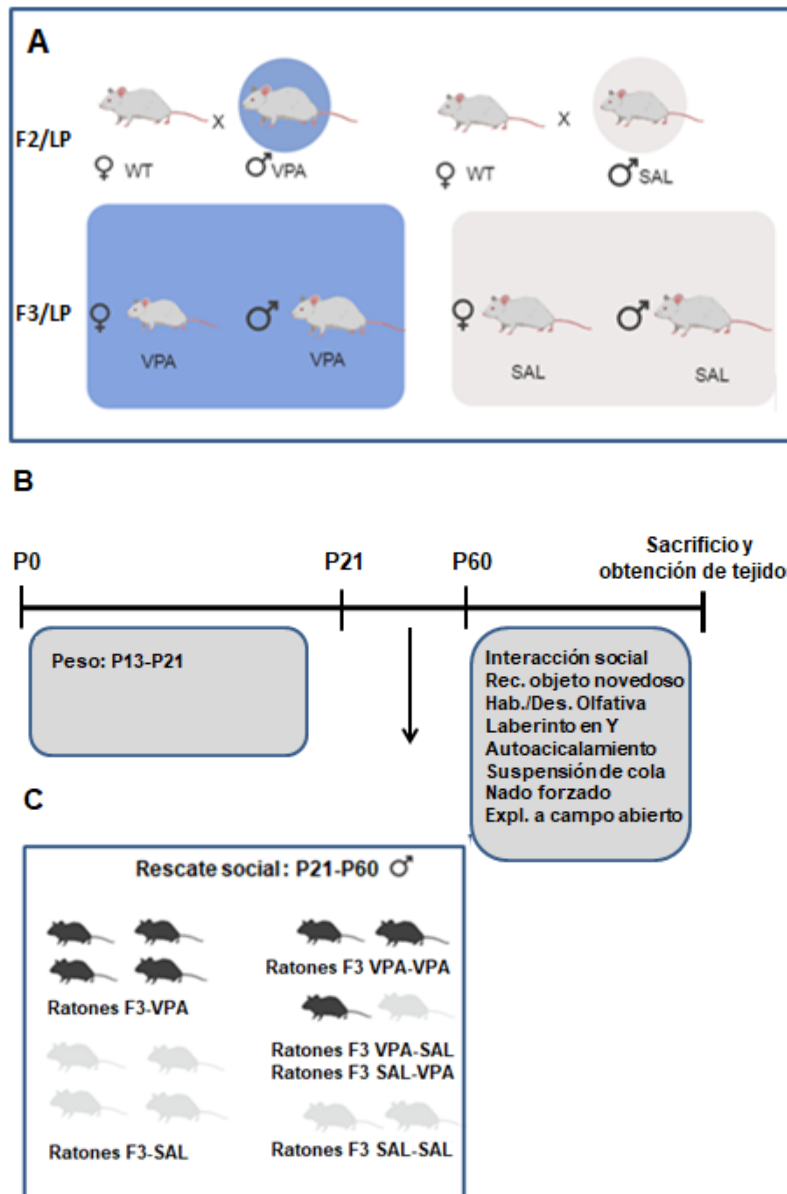 A
F2/LP
♀ WT
X
♂ VPA
♀ WT
X
♂ SAL
F3/LP
♀
VPA
♂
VPA
♀
SAL
♂
SAL
B
P0
P21
P60
Sacrificio y
obtención de tejido
Peso: P13-P21
Interacción social
Rec. objeto novedoso
Hab./Des. Olfativa
Laberinto en Y
Autoacicalamiento
Suspensión de cola
Nado forzado
Expl. a campo abierto
C
Rescate social: P21-P60 ♂
Ratones F3-VPA
Ratones F3-SAL
Ratones F3 VPA-VPA
Ratones F3 VPA-SAL
Ratones F3 SAL-VPA
Ratones F3 SAL-SAL